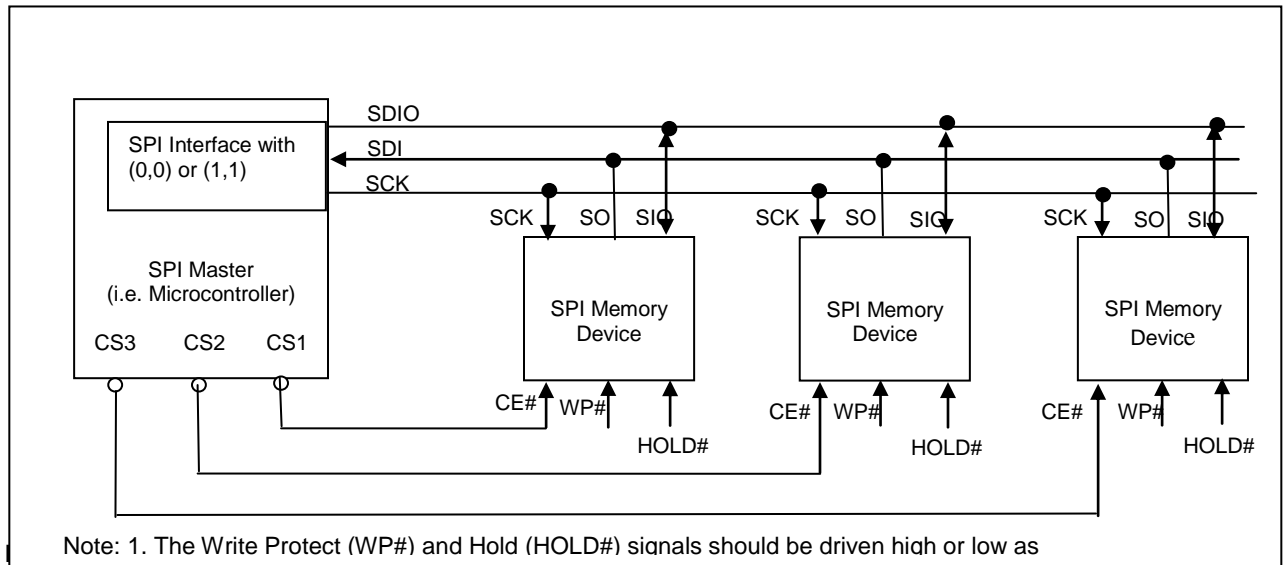 SDIO
SPI Interface with
(0,0) or (1,1)
SDI
SCK
SCK SO SIO
SCK SO SIO
SCK SO SIO
SPI Master
(i.e. Microcontroller)
SPI Memory
Device
SPI Memory
Device
SPI Memory
Device
CS3 CS2 CS1
CE# WP#
HOLD#
CE# WP#
HOLD#
CE# WP#
HOLD#
Note: 1. The Write Protect (WP#) and Hold (HOLD#) signals should be driven high or low as